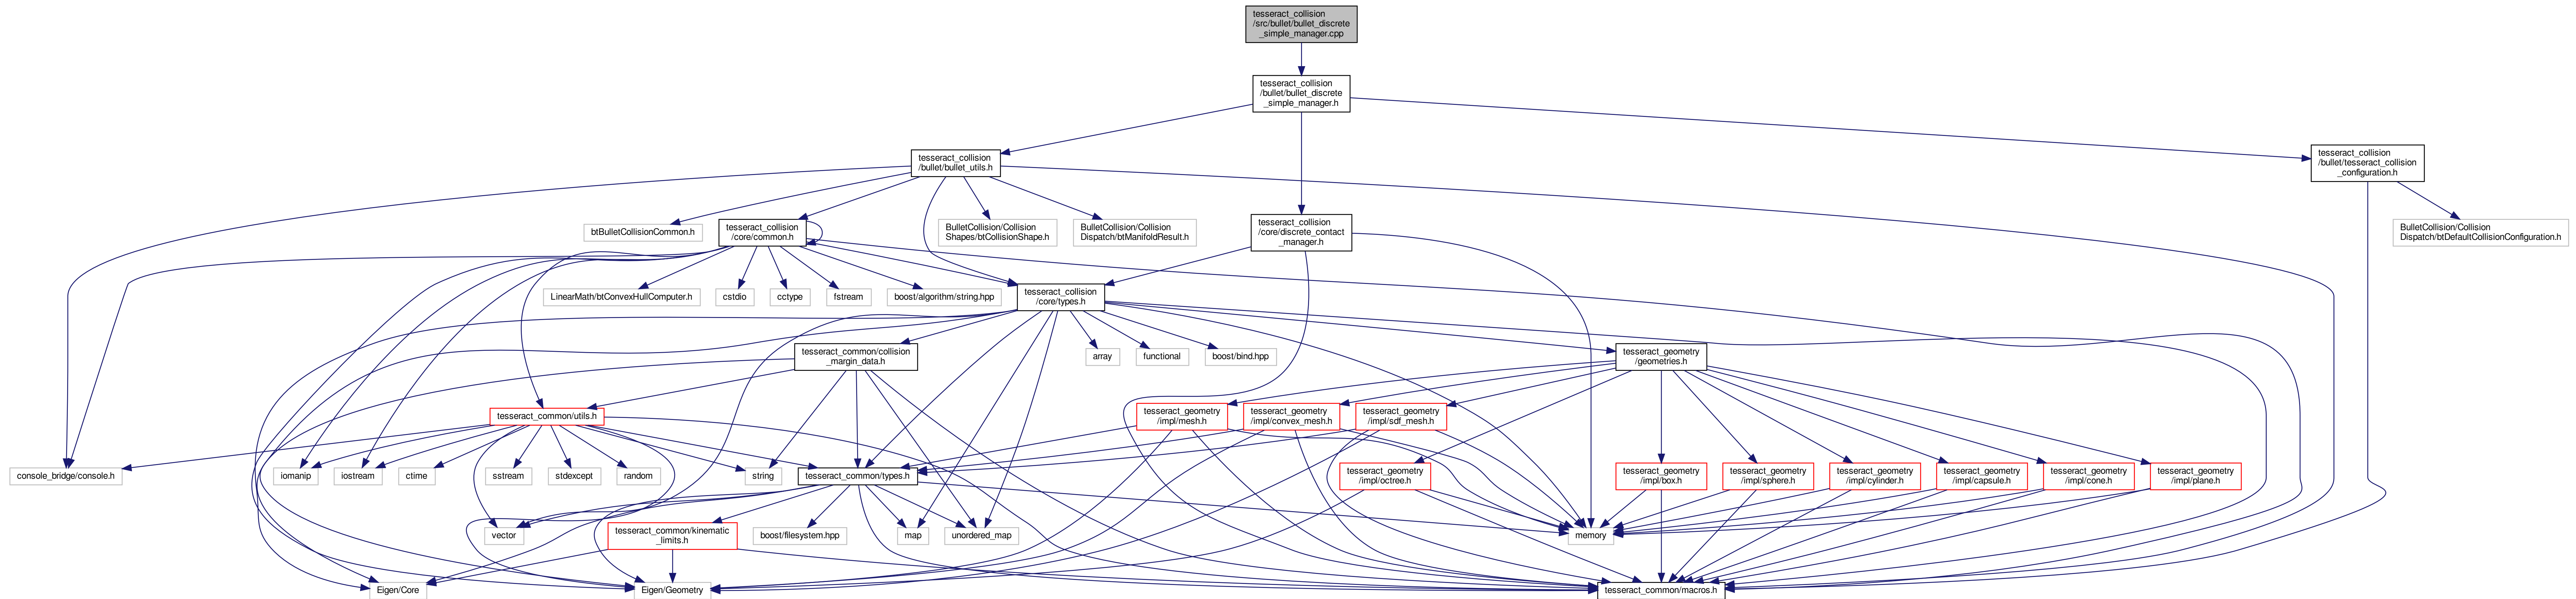 tesseract_collision
/src/bullet/bullet_discrete
_simple_manager.cpp
tesseract_collision
/bullet/bullet_discrete
_simple_manager.h
tesseract_collision
/bullet/bullet_utils.h
tesseract_collision
/bullet/tesseract_collision
_configuration.h
btBulletCollisionCommon.h
tesseract_collision
/core/common.h
BulletCollision/Collision
Shapes/btCollisionShape.h
BulletCollision/Collision
Dispatch/btManifoldResult.h
tesseract_collision
/core/discrete_contact
_manager.h
BulletCollision/Collision
Dispatch/btDefaultCollisionConfiguration.h
LinearMath/btConvexHullComputer.h
cstdio
cctype
fstream
boost/algorithm/string.hpp
tesseract_collision
/core/types.h
tesseract_common/collision
_margin_data.h
array
functional
boost/bind.hpp
tesseract_geometry
/geometries.h
tesseract_common/utils.h
tesseract_geometry
/impl/mesh.h
tesseract_geometry
/impl/convex_mesh.h
tesseract_geometry
/impl/sdf_mesh.h
console_bridge/console.h
iomanip
iostream
ctime
sstream
stdexcept
random
string
tesseract_common/types.h
tesseract_geometry
/impl/octree.h
tesseract_geometry
/impl/box.h
tesseract_geometry
/impl/sphere.h
tesseract_geometry
/impl/cylinder.h
tesseract_geometry
/impl/capsule.h
tesseract_geometry
/impl/cone.h
tesseract_geometry
/impl/plane.h
vector
tesseract_common/kinematic
_limits.h
boost/filesystem.hpp
map
unordered_map
memory
Eigen/Core
Eigen/Geometry
tesseract_common/macros.h